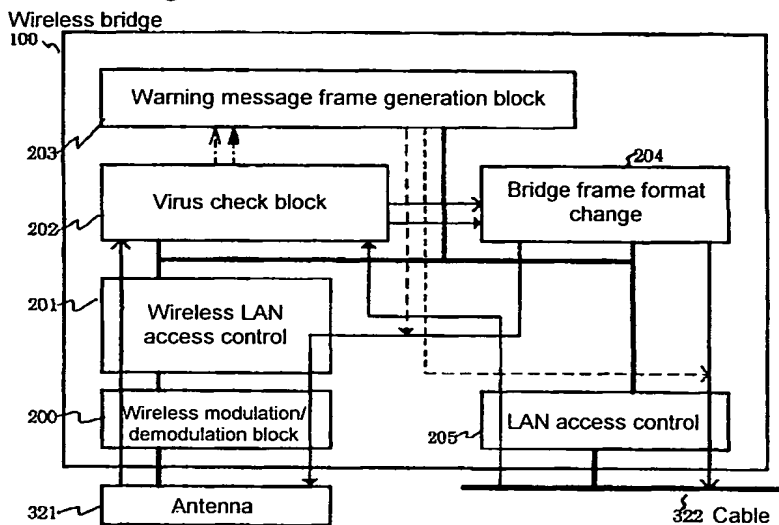 Wireless bridge
100
Warning message frame generation block
203
204
Virus check block
Bridge frame format
change
202
201
Wireless LAN
access control
200
Wireless modulation/
demodulation block
LAN access control
205
321
Antenna
322 Cable